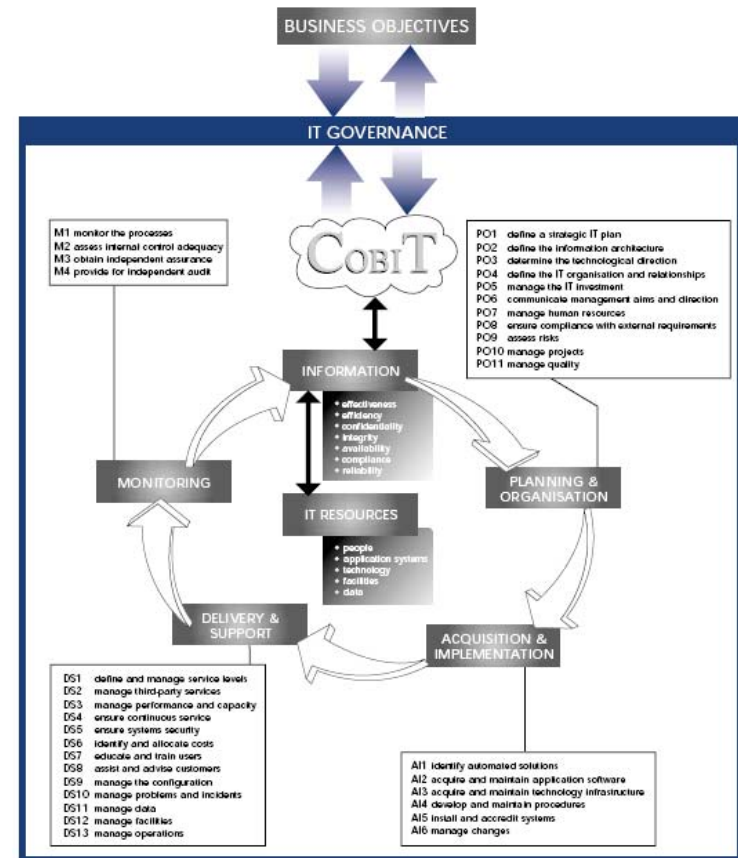 BUSINESS OBJECTIVES
IT GOVERNANCE
COBIT
M1 monitor the processes
M2 assess internal control adequacy
M3 obtain independent assurance
M4 provide for independent audit
PO1 define a strategic IT plan
PO2 define the information architecture
PO3 determine the technological direction
PO4 define the IT organisation and relationships
PO5 manage the IT investment
PO6 communicate management aims and direction
PO7 manage human resources
PO8 ensure compliance with external requirements
PO9 assess risks
PO10 manage projects
PO11 manage quality
INFORMATION
• effectiveness
• efficiency
• confidentiality
• integrity
• availability
• compliance
• reliability
MONITORING
PLANNING &
ORGANISATION
IT RESOURCES
• people
• application systems
• technology
• facilities
• data
DELIVERY &
SUPPORT
ACQUISITION &
IMPLEMENTATION
DS1 define and manage service levels
DS2 manage third-party services
DS3 manage performance and capacity
DS4 ensure continuous service
DS5 ensure systems security
DS6 identify and allocate costs
DS7 educate and train users
DS8 assist and advise customers
DS9 manage the configuration
DS10 manage problems and incidents
DS11 manage data
DS12 manage facilities
DS13 manage operations
AI1 identify automated solutions
AI2 acquire and maintain application software
AI3 acquire and maintain technology infrastructure
AI4 develop and maintain procedures
AI5 install and accredit systems
AI6 manage changes